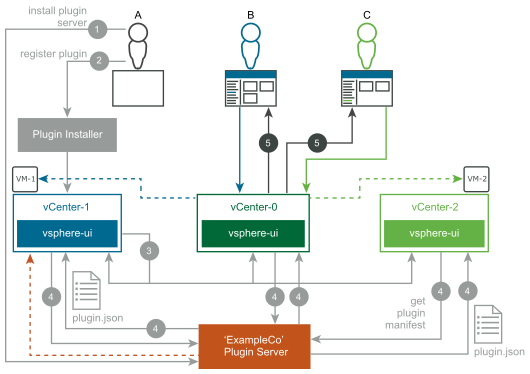 install plugin
server
1
A
B
C
register plugin
2
Plugin Installer
5
5
VM-1
VM-2
vCenter-1
vCenter-0
vCenter-2
vsphere-ui
vsphere-ui
vsphere-ui
3
4
4
4
4
4
4
get
plugin
manifest
plugin.json
4
'ExampleCo'
Plugin Server
plugin.json